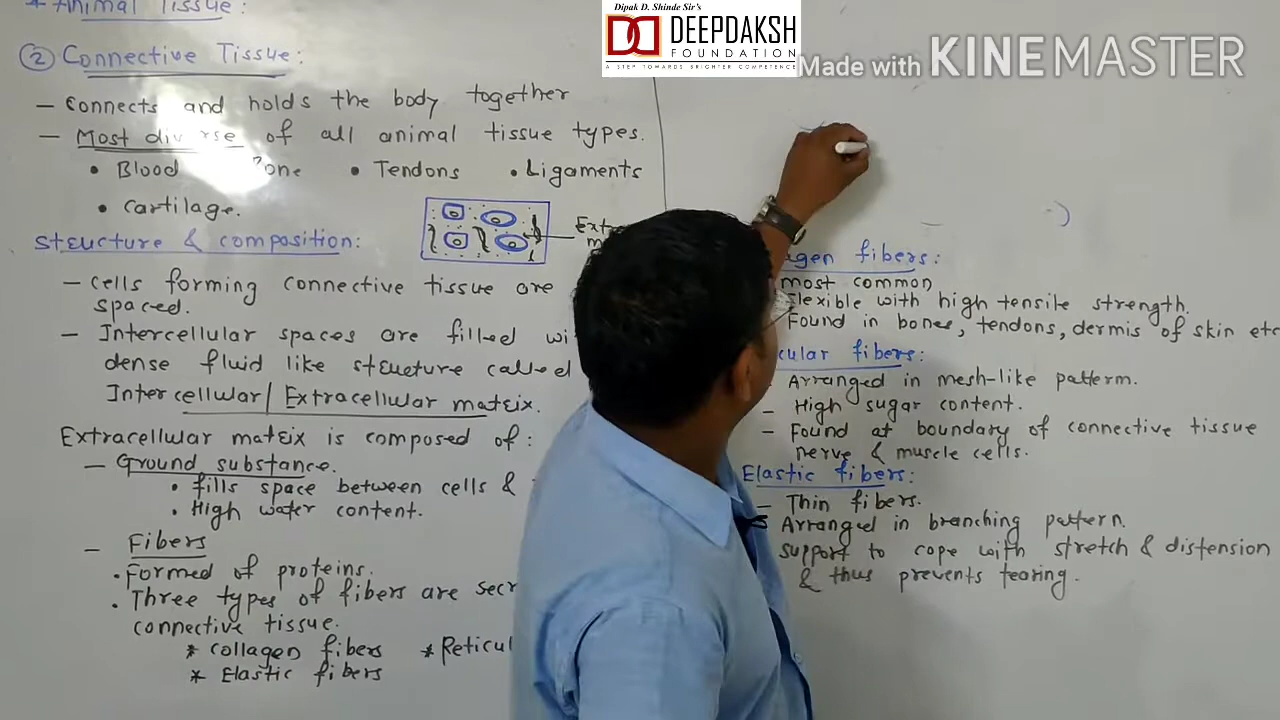 * Animal Tissue:
② Connective Tissue:
— Connects and holds the body together
— Most diverse of all animal tissue types.
• Blood Bone • Tendons • Ligaments
• Cartilage.
Structure & composition:
— Cells forming connective tissue are
spaced.
— Intercellular spaces are filled
dense fluid like structure called
Intercellular/Extracellular matrix.
Extracellular matrix is composed of:
— Ground substance.
• fills space between cells &
• High water content.
— Fibers
• Formed of proteins.
• Three types of fibers are
connective tissue.
* Collagen fibers *
* Elastic fibers
Dipak D. Shinde Sir's
DEEPDAKSH
FOUNDATION
A STEP TOWARDS BRIGHTER COMPETENCE
Made with KINEMASTER
fibers:
most common
Flexible with high tensile strength.
Found in bones, tendons, dermis of skin etc
fibers:
Arranged in mesh-like patterm.
— High sugar content.
— Found at boundary of connective tissue
nerve & muscle cells.
Elastic fibers:
— Thin fibers.
Arranged in branching pattern.
support to cope with stretch & distension
& thus prevents tearing.